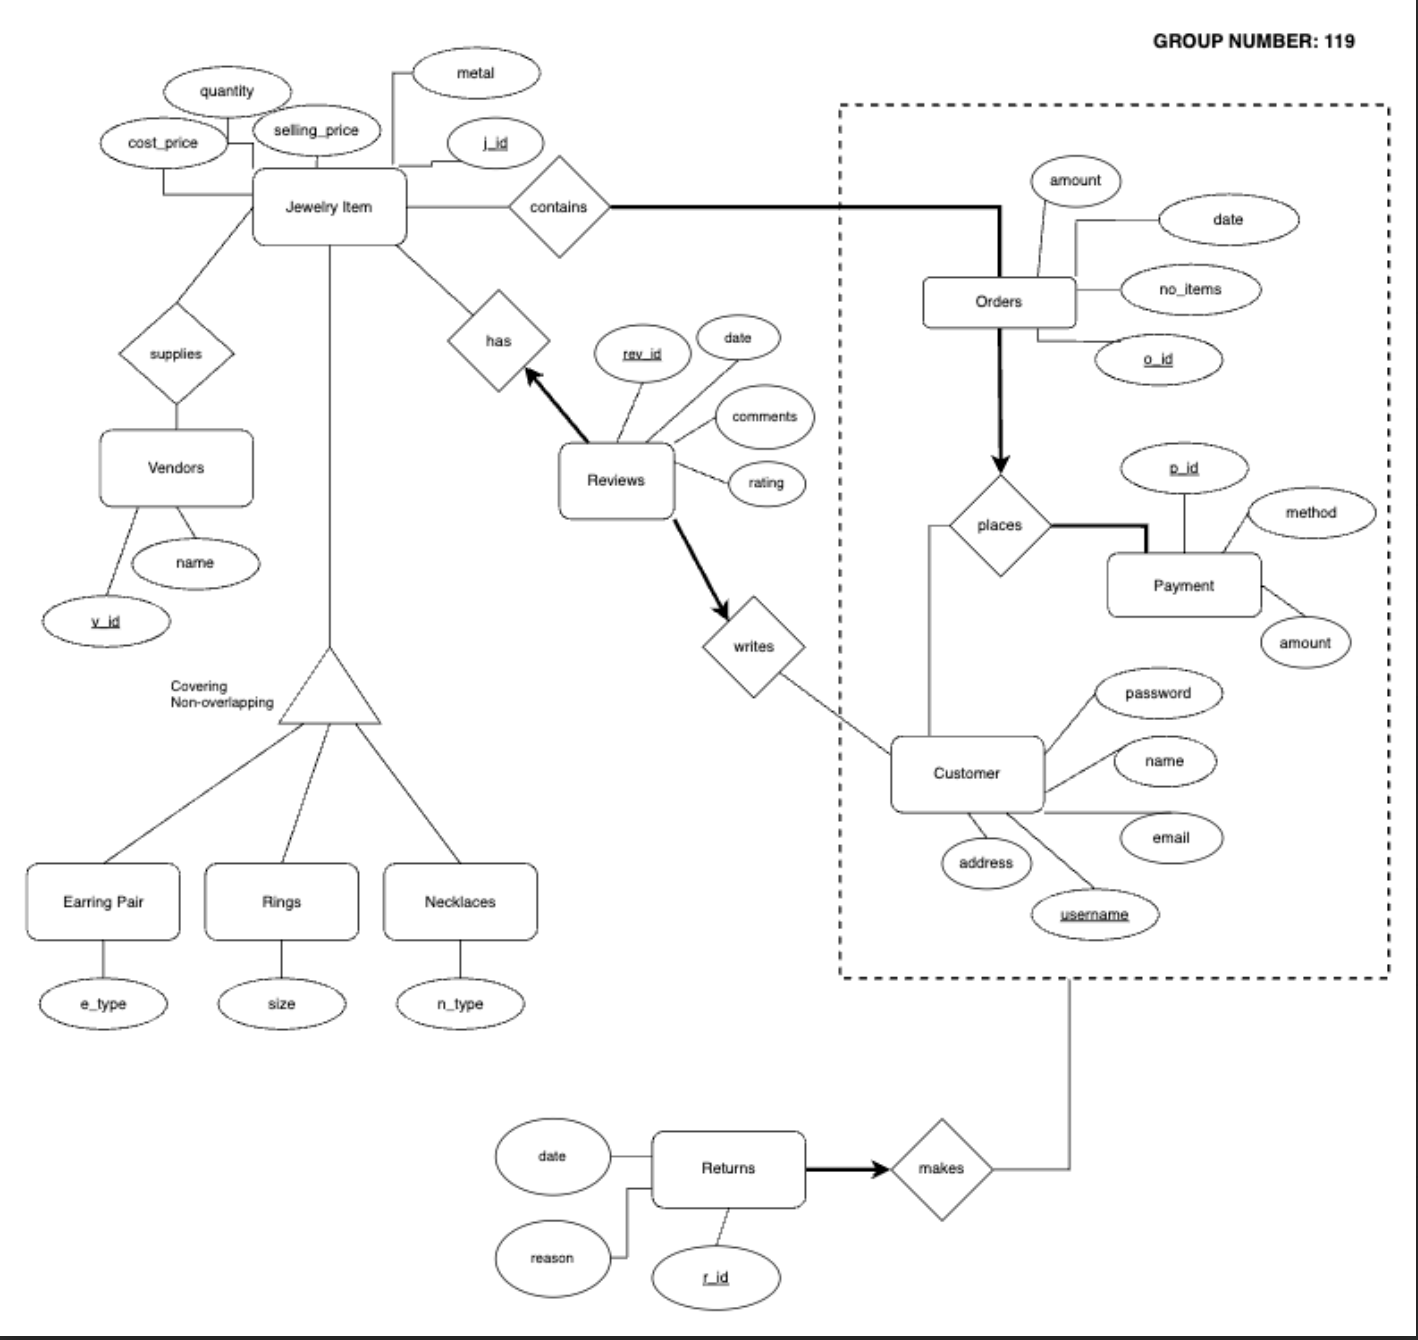 GROUP NUMBER: 119
metal
quantity
selling_price
cost_price
j_id
Jewelry Item
contains
amount
date
no_items
Orders
o_id
supplies
has
rev_id
date
comments
rating
Reviews
Vendors
name
v_id
places
p_id
method
Payment
amount
writes
Covering
Non-overlapping
password
name
Customer
email
address
username
Earring Pair
Rings
Necklaces
e_type
size
n_type
date
Returns
makes
reason
r_id